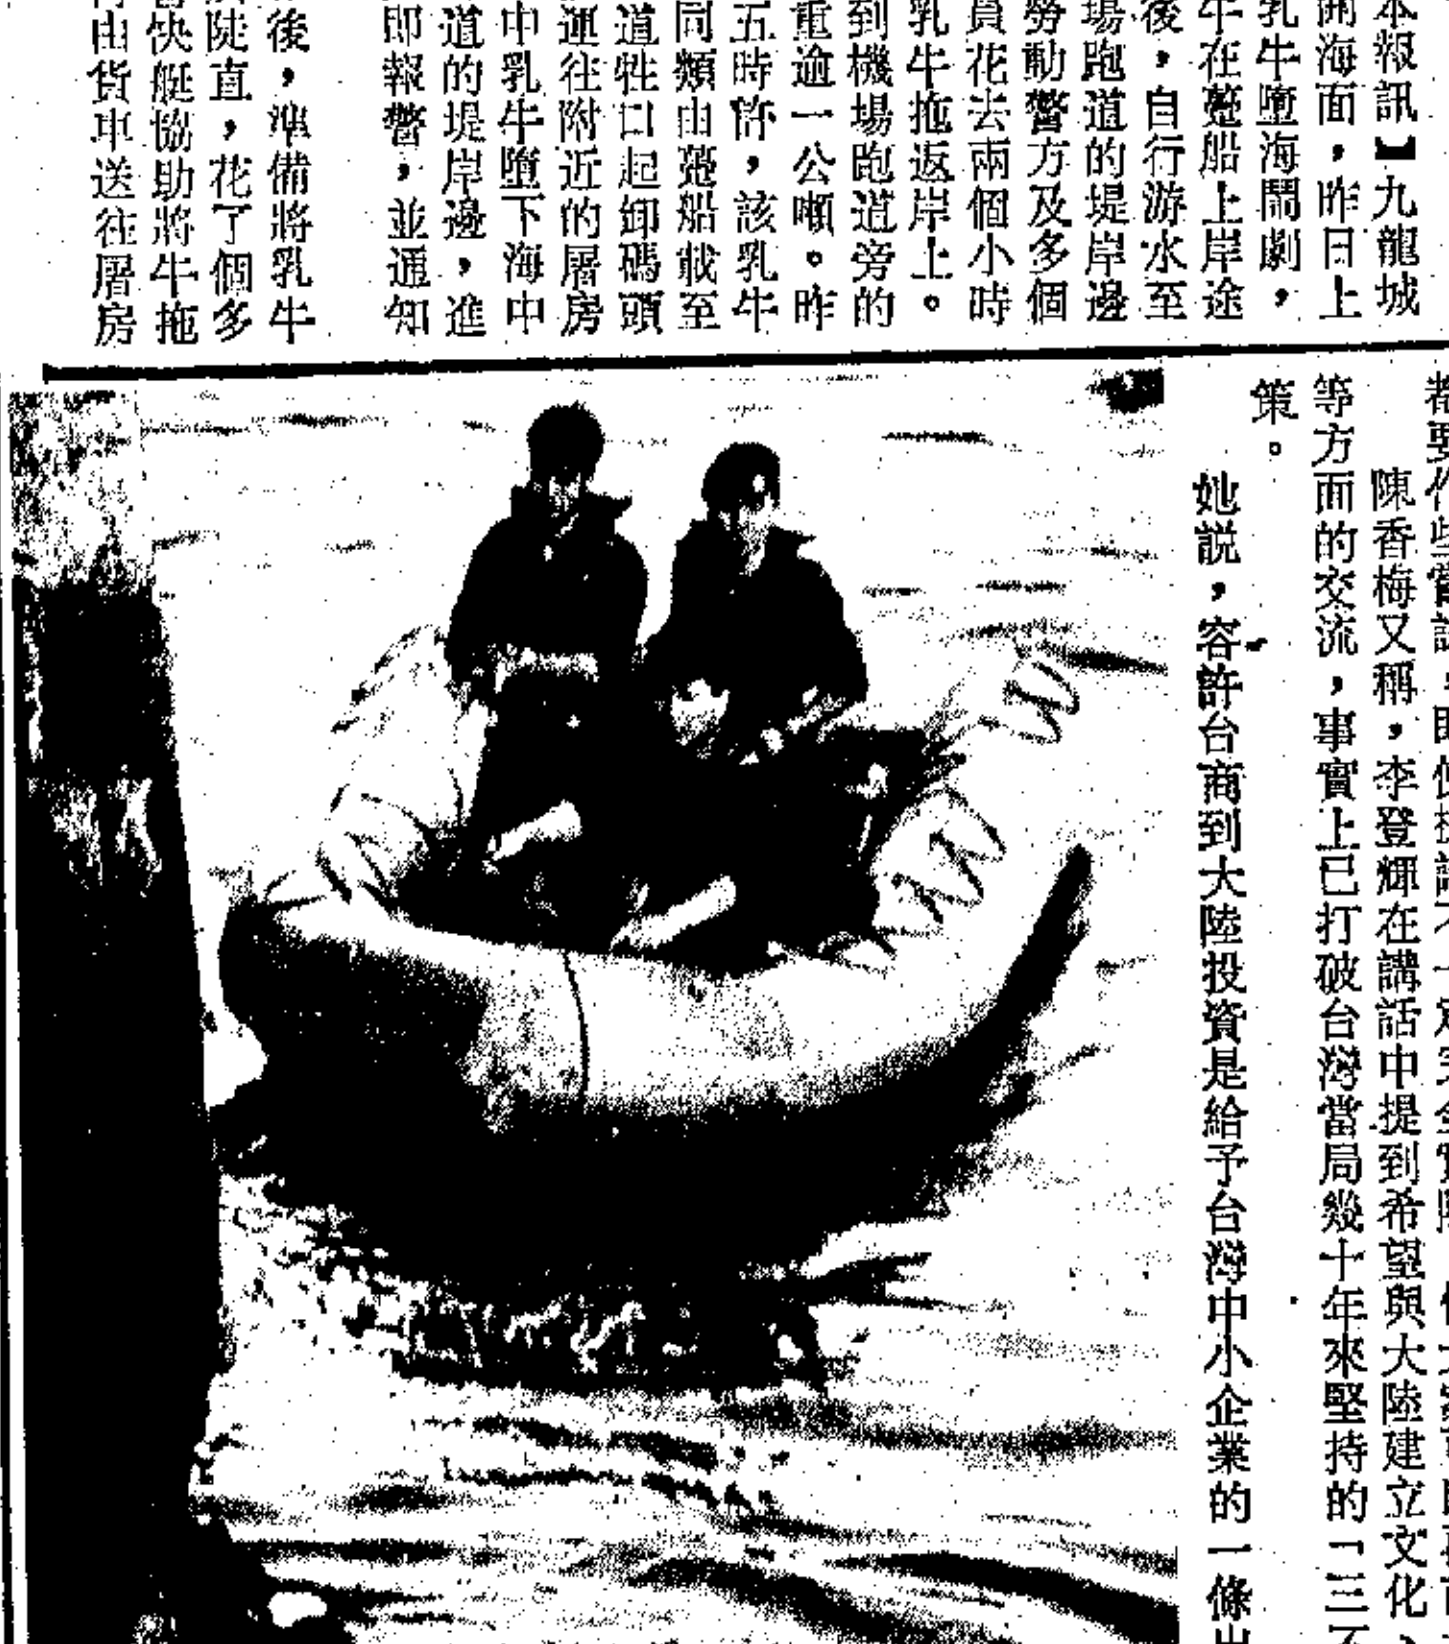 本報訊】九龍城
開海面，昨日上
乳牛墮海鬧劇，
牛在躉船上岸途
後，自行游水至
場跑道的堤岸邊
勞動警方及多個
員花去兩個小時
乳牛拖返岸上。
到機場跑道旁的
重逾一公噸。昨
五時許，該乳牛
同類由躉船載至
道牲口起卸碼頭
運往附近的屠房
中乳牛墮下海中
道的堤岸邊，進
即報警，並通知
後，準備將乳牛
陡直，花了個多
快艇協助將牛拖
由貨車送往屠房
陳香梅又稱，李登輝在講話中提到希望與大陸建立文化、
等方面的交流，事實上已打破台灣當局幾十年來堅持的「三
策。
她說，容許台商到大陸投資是給予台灣中小企業的一條